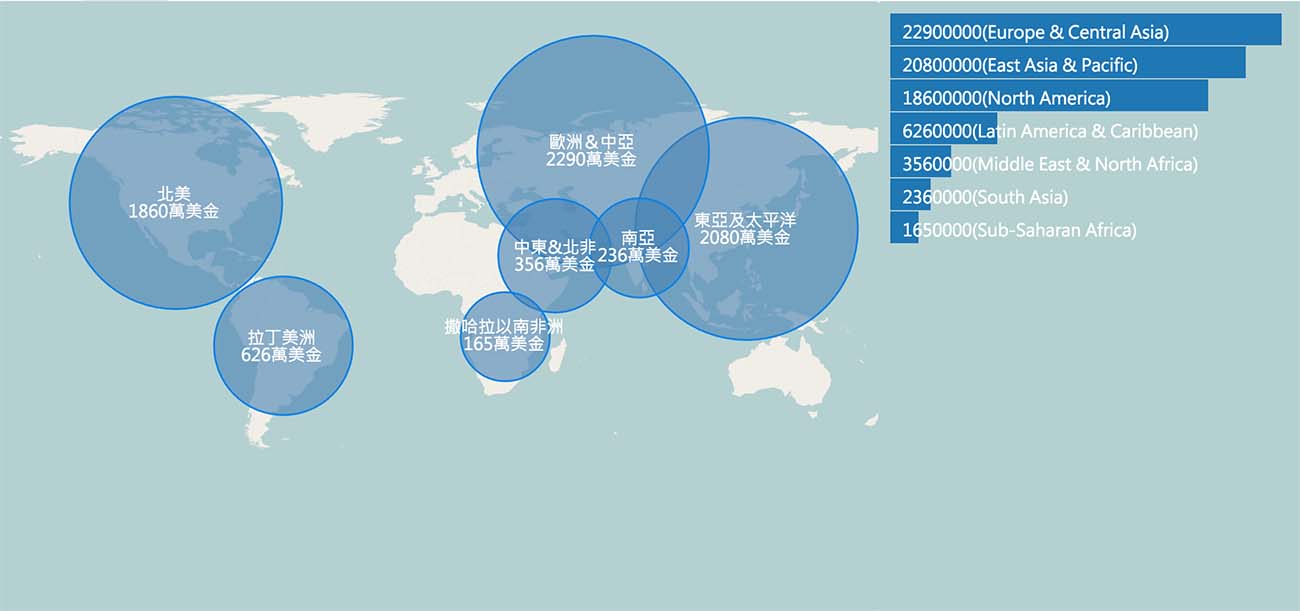 歐洲＆中亞
2290萬美金
北美
1860萬美金
東亞及太平洋
2080萬美金
中東&北非
356萬美金
南亞
236萬美金
撒哈拉以南非洲
165萬美金
拉丁美洲
626萬美金
22900000(Europe & Central Asia)
20800000(East Asia & Pacific)
18600000(North America)
6260000(Latin America & Caribbean)
3560000(Middle East & North Africa)
2360000(South Asia)
1650000(Sub-Saharan Africa)